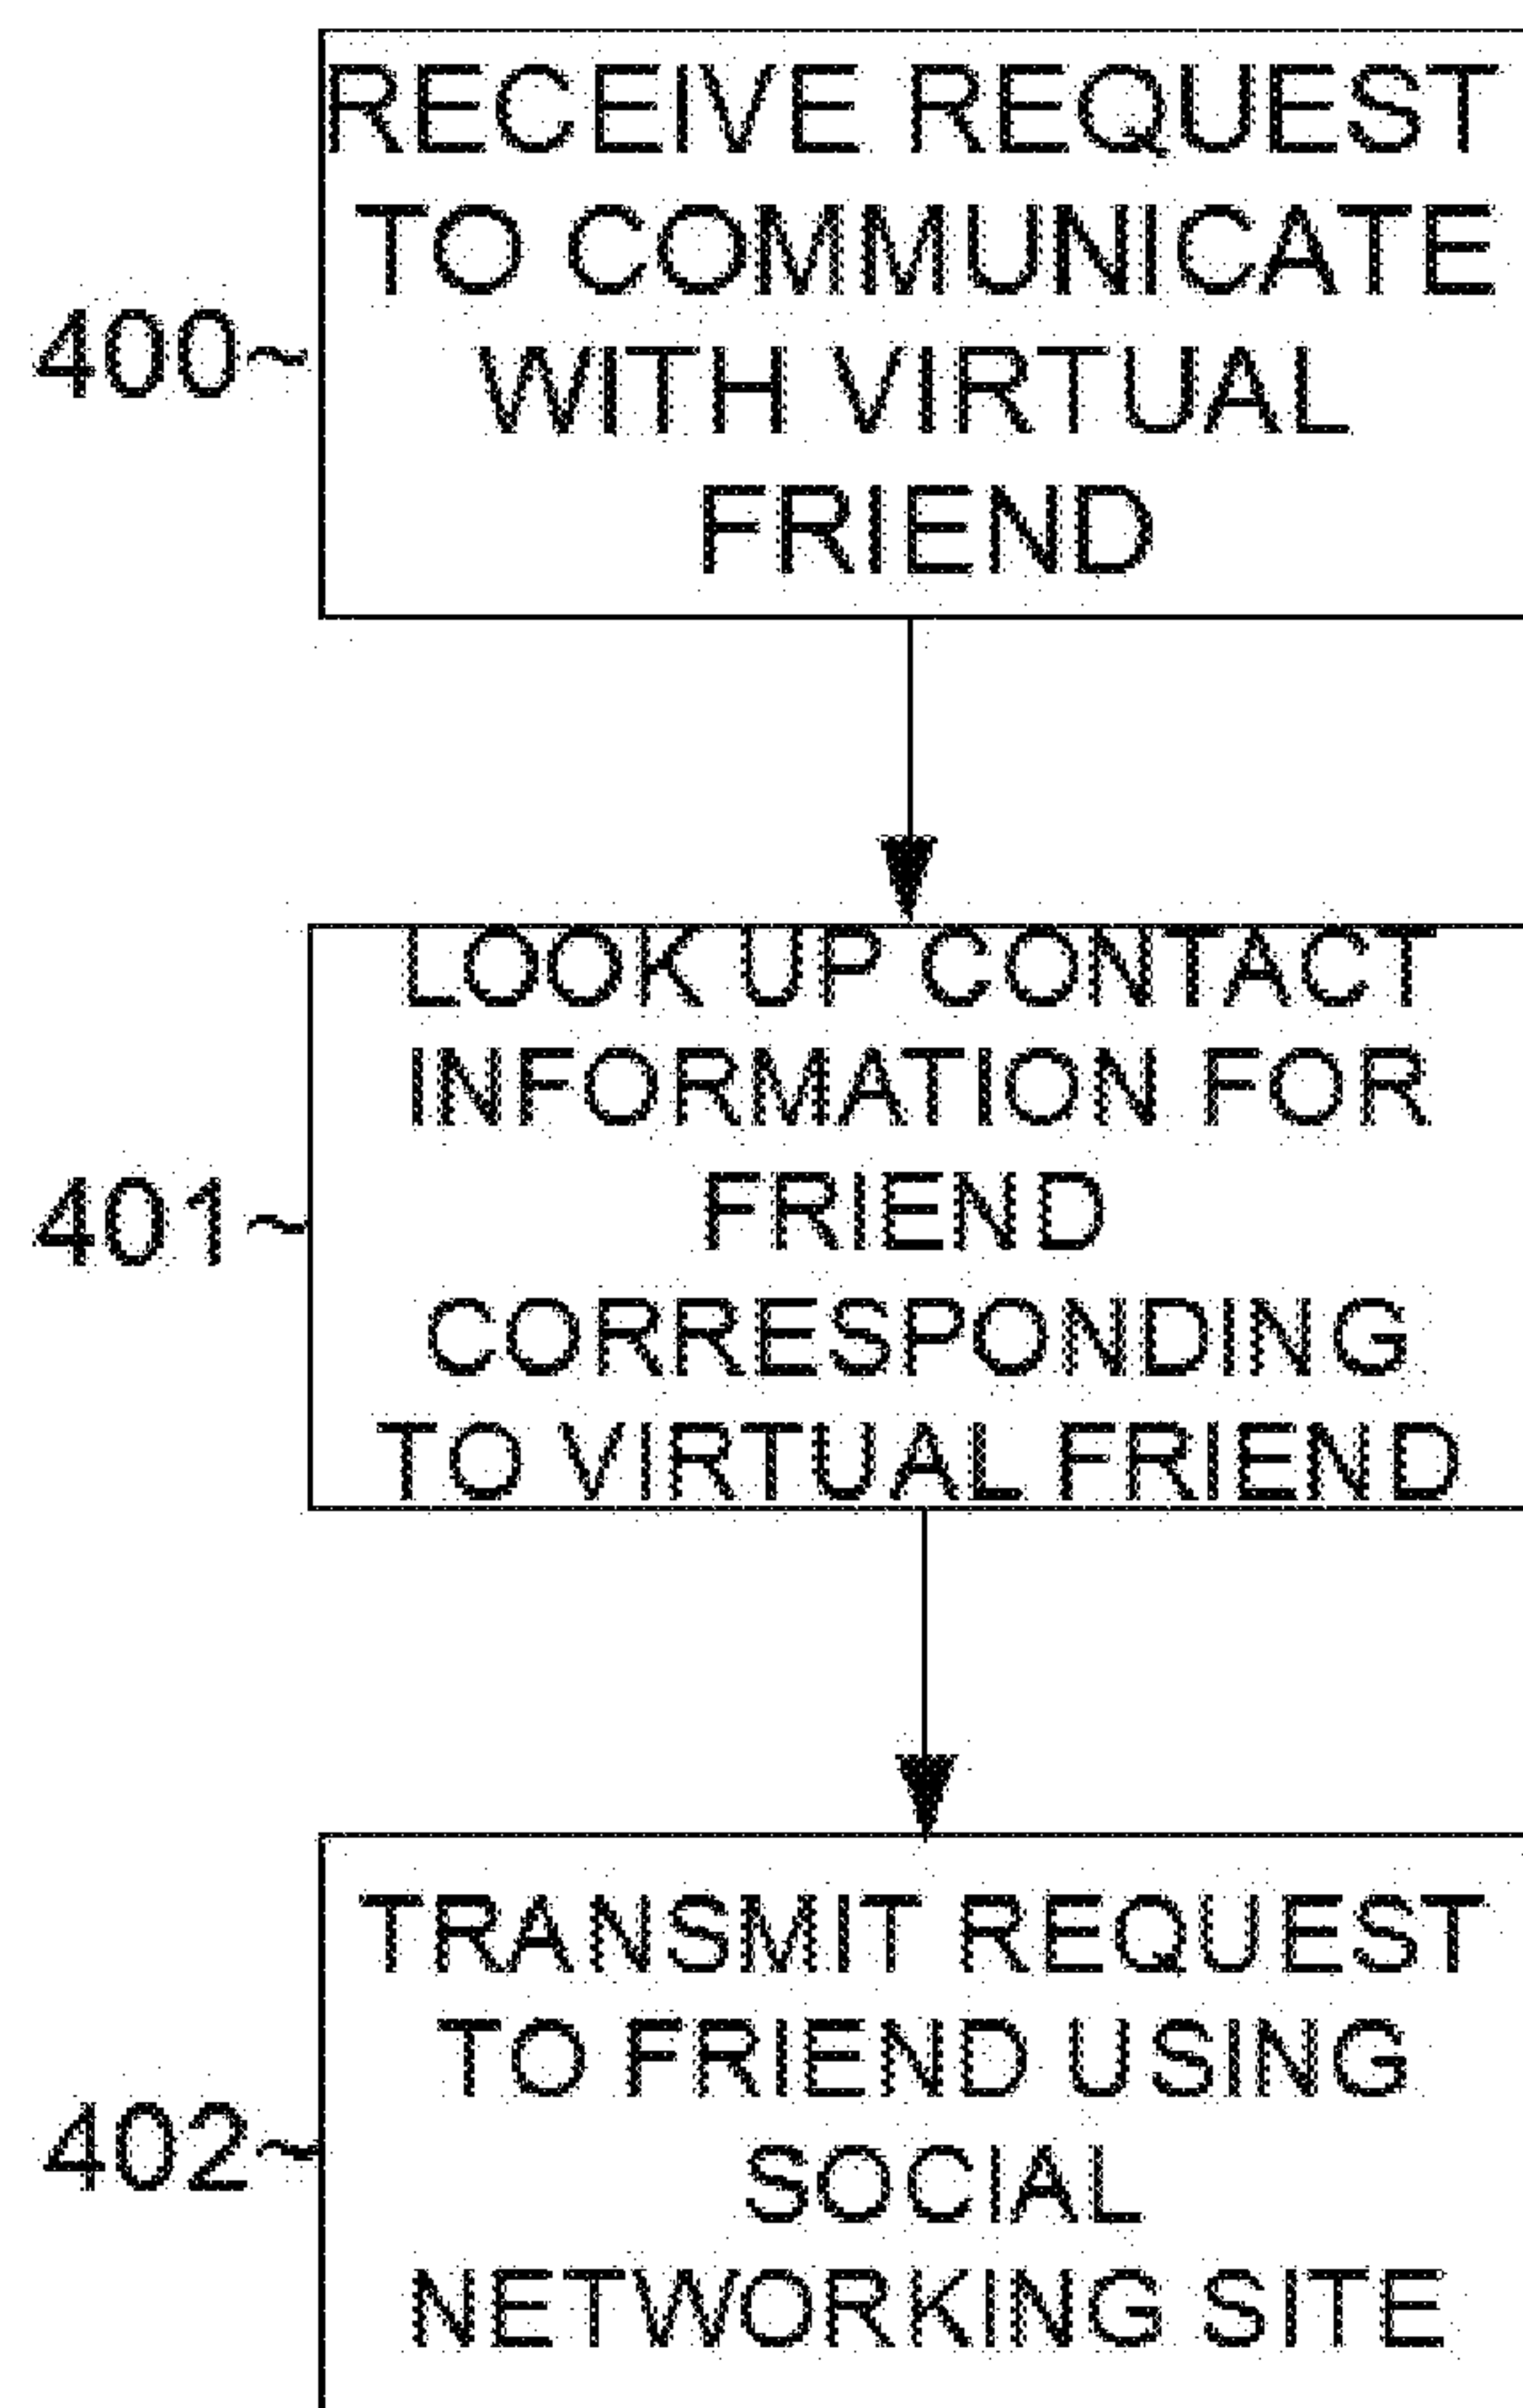 RECEIVE REQUEST
TO COMMUNICATE
400~
WITH VIRTUAL
FRIEND
LOOK UP CONTACT
INFORMATION FOR
FRIEND
401~
CORRESPONDING
TO VIRTUAL FRIEND
TRANSMIT REQUEST
TO FRIEND USING
402~
SOCIAL
NETWORKING SITE